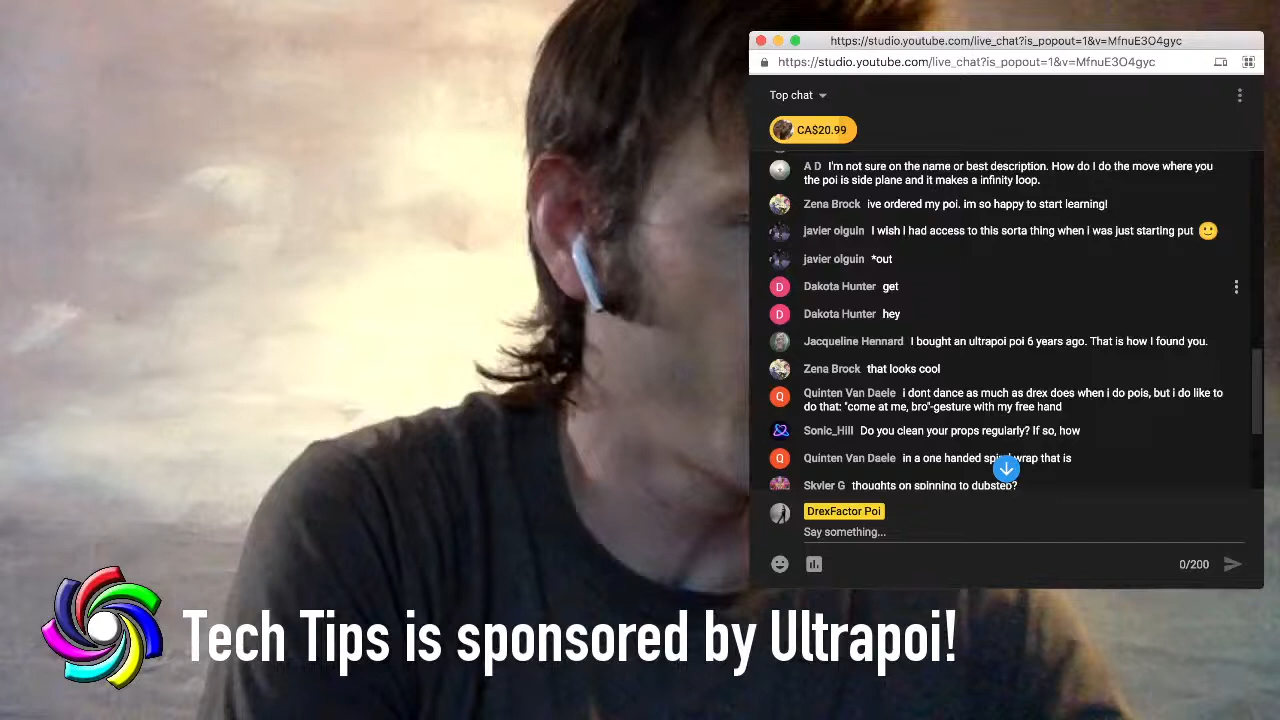 https://studio.youtube.com/live_chat?is_popout=1&v=MfnuE3O4gyc
https://studio.youtube.com/live_chat?is_popout=1&v=MfnuE3O4gyc
Top chat
CA$20.99
A D I'm not sure on the name or best description. How do I do the move where you
the poi is side plane and it makes a infinity loop.
Zena Brock ive ordered my poi. im so happy to start learning!
javier olguin I wish i had access to this sorta thing when i was just starting put
javier olguin *out
D Dakota Hunter get
D Dakota Hunter hey
Jacqueline Hennard I bought an ultrapoi poi 6 years ago. That is how I found you.
Zena Brock that looks cool
Q Quinten Van Daele i dont dance as much as drex does when i do pois, but i do like to
do that: "come at me, bro"-gesture with my free hand
Sonic_Hill Do you clean your props regularly? If so, how
Q Quinten Van Daele in a one handed spiral wrap that is
Skyler G thoughts on spinning to dubstep?
DrexFactor Poi
Say something...
0/200
Tech Tips is sponsored by Ultrapoi!